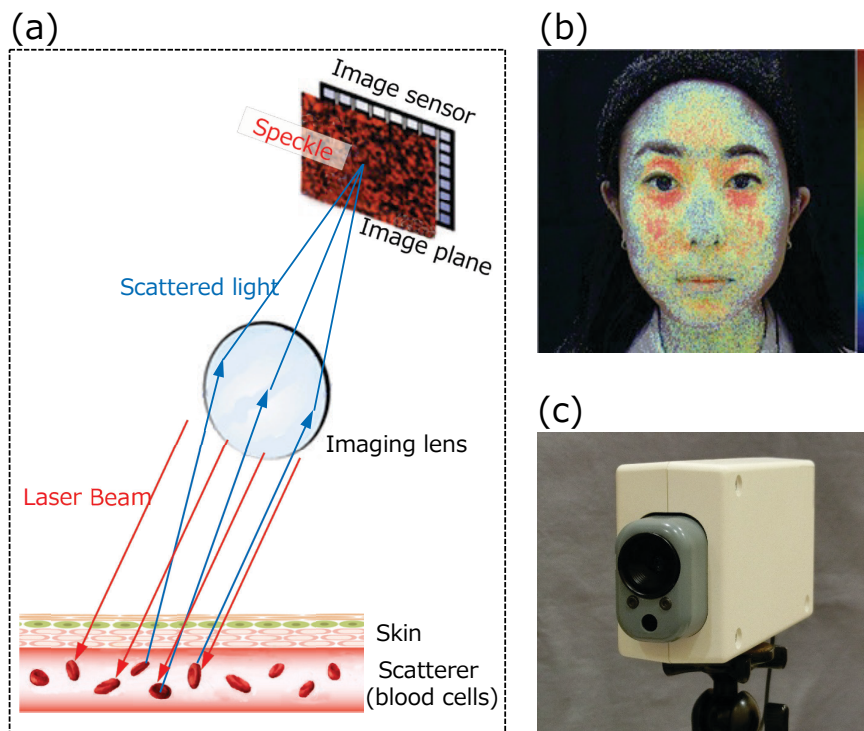 (a)
Image sensor
Speckle
Image plane
Scattered light
Imaging lens
Laser Beam
Skin
Scatterer
(blood cells)
(b)
(c)